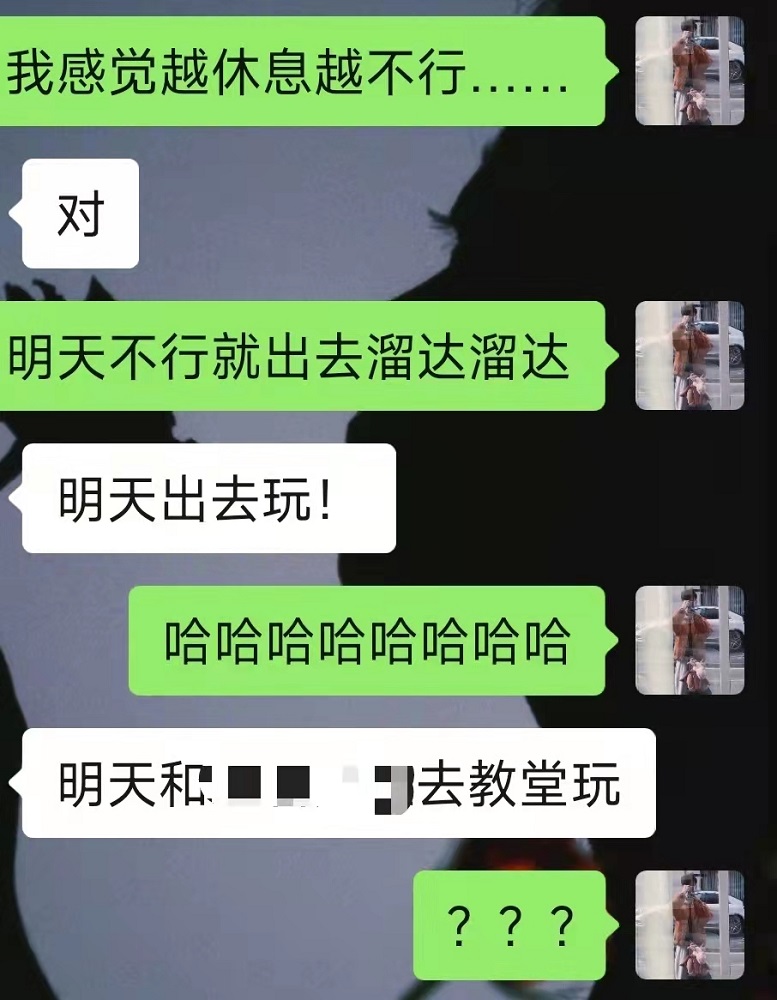 我感觉越休息越不行……
对
明天不行就出去溜达溜达
明天出去玩！
哈哈哈哈哈哈哈哈
明天和去教堂玩
？？？